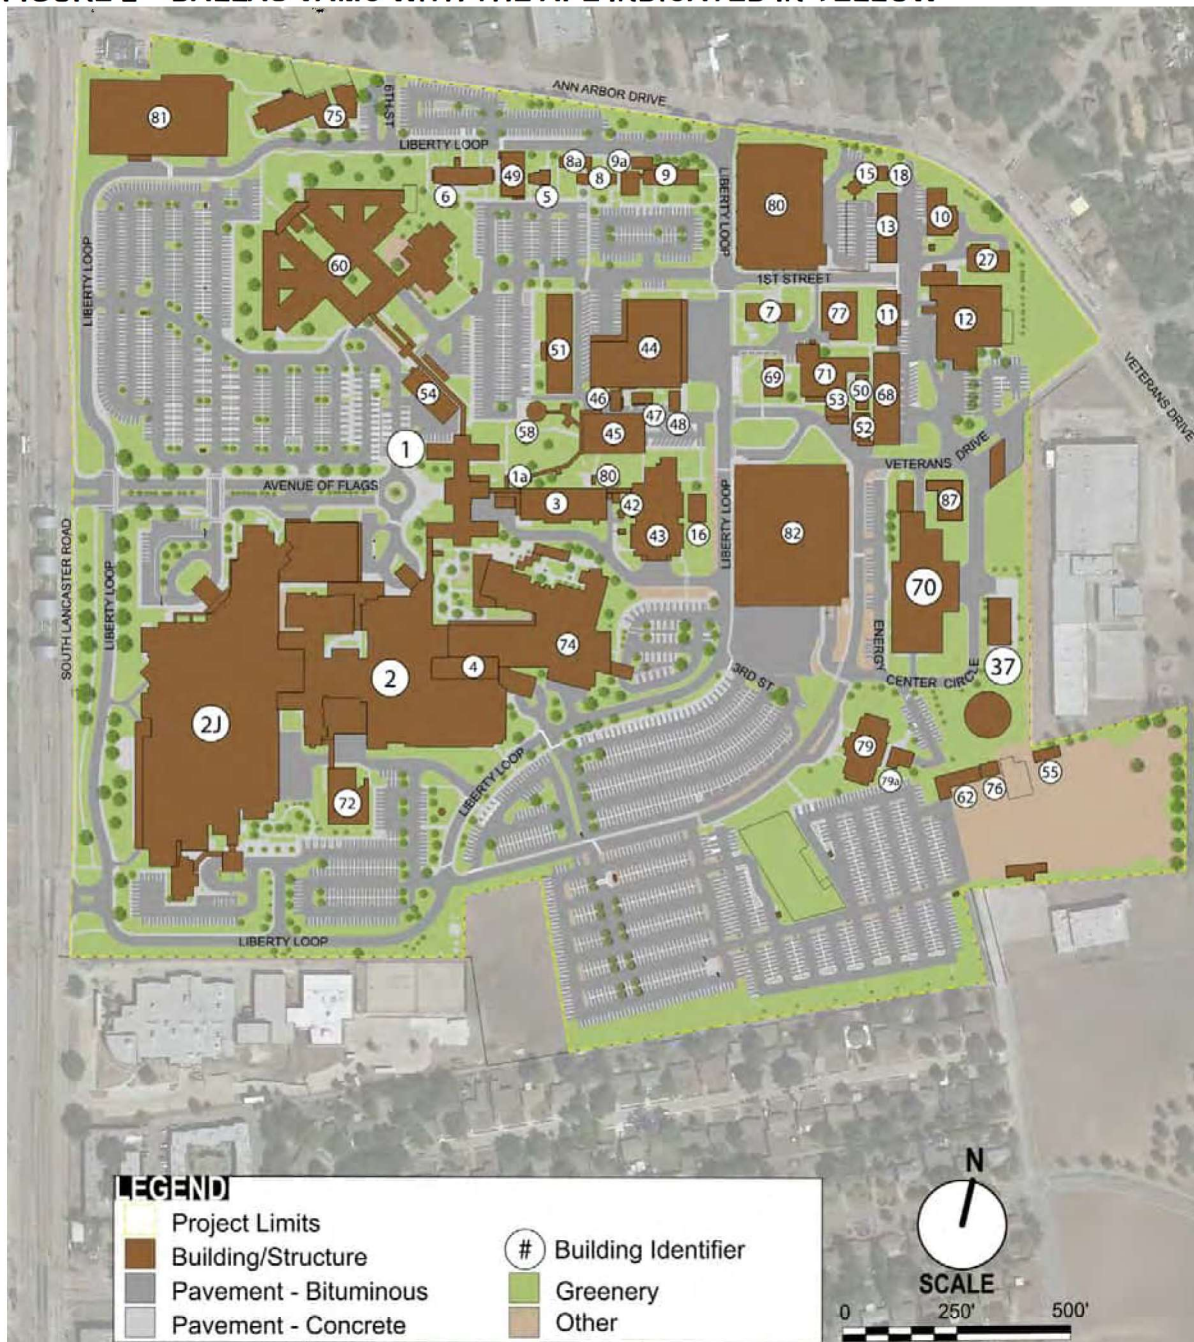 81
75
6TH ST
ANN ARBOR DRIVE
LIBERTY LOOP
8a
9a
49
8
9
6
5
15
18
LIBERTY LOOP
80
13
10
27
60
LIBERTY LOOP
1ST STREET
7
77
11
12
51
44
69
71
50
68
53
54
46
47
48
52
VETERANS DRIVE
58
45
1
VETERANS DRIVE
1a
80
AVENUE OF FLAGS
3
42
87
43
16
LIBERTY LOOP
82
SOUTH LANCASTER ROAD
LIBERTY LOOP
70
ENERGY
CENTER CIRCLE
37
74
4
2
3RD ST
2J
79
79a
55
62
76
LIBERTY LOOP
72
LIBERTY LOOP
LEGEND
Project Limits
Building/Structure
# Building Identifier
Pavement - Bituminous
Greenery
Pavement - Concrete
Other
N
SCALE
0 250' 500'